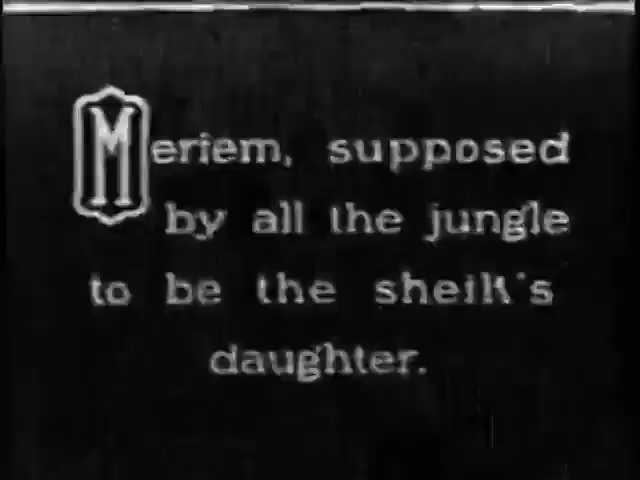 Meriem, supposed
by all the jungle
to be the sheik's
daughter.